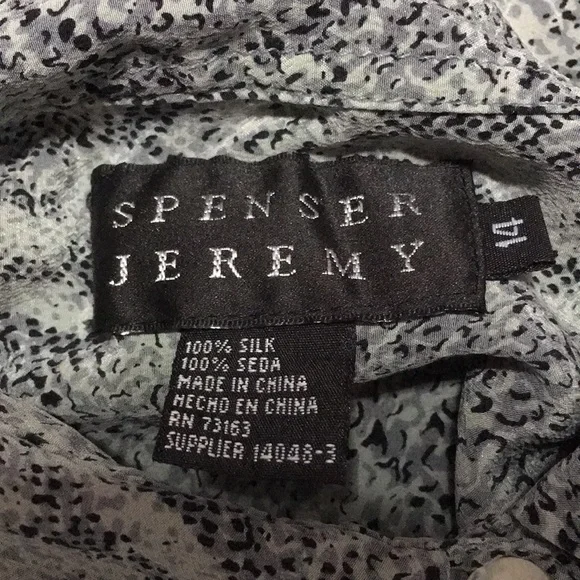 SPENSER
JEREMY
14
100% SILK
100% SEDA
MADE IN CHINA
HECHO EN CHINA
RN 73163
SUPPLIER 14048-3